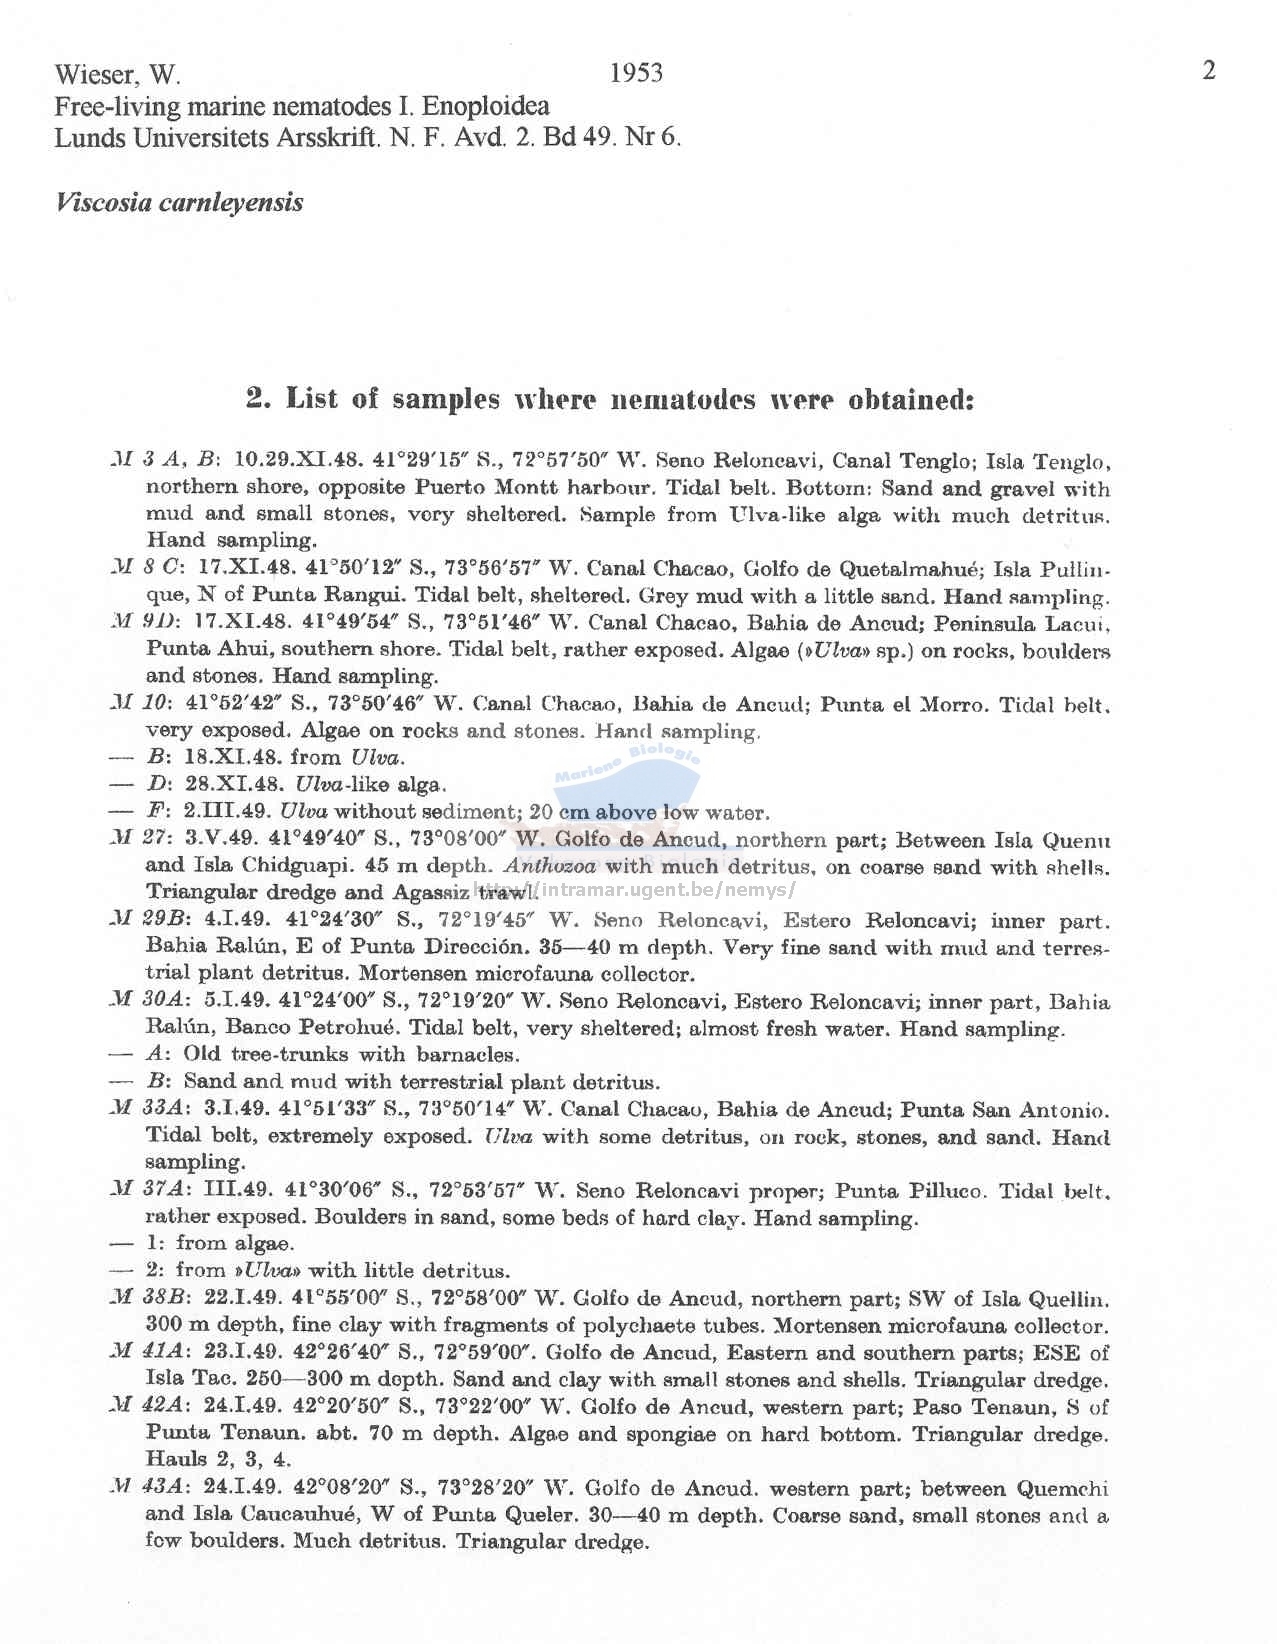 Wieser, W. 1953 2
Free-living marine nematodes I. Enoploidea
Lunds Universitets Arsskrift. N. F. Avd. 2. Bd 49. Nr 6.
Viscosia carnleyensis
2. List of samples where nematodes were obtained:
M 3 A, B: 10.29.XI.48. 41°29′15″ S., 72°57′50″ W. Seno Reloncavi, Canal Tenglo; Isla Tenglo,
northern shore, opposite Puerto Montt harbour. Tidal belt. Bottom: Sand and gravel with
mud and small stones, very sheltered. Sample from Ulva-like alga with much detritus.
Hand sampling.
M 8 C: 17.XI.48. 41°50′12″ S., 73°56′57″ W. Canal Chacao, Golfo de Quetalmahué; Isla Pullin-
que, N of Punta Rangui. Tidal belt, sheltered. Grey mud with a little sand. Hand sampling.
M 9D: 17.XI.48. 41°49′54″ S., 73°51′46″ W. Canal Chacao, Bahia de Ancud; Peninsula Lacui,
Punta Ahui, southern shore. Tidal belt, rather exposed. Algae (»Ulva» sp.) on rocks, boulders
and stones. Hand sampling.
M 10: 41°52′42″ S., 73°50′46″ W. Canal Chacao, Bahia de Ancud; Punta el Morro. Tidal belt,
very exposed. Algae on rocks and stones. Hand sampling.
Mariene Biologie
— B: 18.XI.48. from Ulva.
— D: 28.XI.48. Ulva-like alga.
— F: 2.III.49. Ulva without sediment; 20 cm above low water.
M 27: 3.V.49. 41°49′40″ S., 73°08′00″ W. Golfo de Ancud, northern part; Between Isla Quenu
and Isla Chidguapi. 45 m depth. Anthozoa with much detritus, on coarse sand with shells.
Triangular dredge and Agassiz trawl.
http://intramar.ugent.be/nemys/
M 29B: 4.I.49. 41°24′30″ S., 72°19′45″ W. Seno Reloncavi, Estero Reloncavi; inner part.
Bahia Ralún, E of Punta Dirección. 35—40 m depth. Very fine sand with mud and terres-
trial plant detritus. Mortensen microfauna collector.
M 30A: 5.I.49. 41°24′00″ S., 72°19′20″ W. Seno Reloncavi, Estero Reloncavi; inner part, Bahia
Ralún, Banco Petrohué. Tidal belt, very sheltered; almost fresh water. Hand sampling.
— A: Old tree-trunks with barnacles.
— B: Sand and mud with terrestrial plant detritus.
M 33A: 3.I.49. 41°51′33″ S., 73°50′14″ W. Canal Chacao, Bahia de Ancud; Punta San Antonio.
Tidal belt, extremely exposed. Ulva with some detritus, on rock, stones, and sand. Hand
sampling.
M 37A: III.49. 41°30′06″ S., 72°53′57″ W. Seno Reloncavi proper; Punta Pilluco. Tidal belt,
rather exposed. Boulders in sand, some beds of hard clay. Hand sampling.
— 1: from algae.
— 2: from »Ulva» with little detritus.
M 38B: 22.I.49. 41°55′00″ S., 72°58′00″ W. Golfo de Ancud, northern part; SW of Isla Quellin.
300 m depth, fine clay with fragments of polychaete tubes. Mortensen microfauna collector.
M 41A: 23.I.49. 42°26′40″ S., 72°59′00″. Golfo de Ancud, Eastern and southern parts; ESE of
Isla Tac. 250—300 m depth. Sand and clay with small stones and shells. Triangular dredge.
M 42A: 24.I.49. 42°20′50″ S., 73°22′00″ W. Golfo de Ancud, western part; Paso Tenaun, S of
Punta Tenaun. abt. 70 m depth. Algae and spongiae on hard bottom. Triangular dredge.
Hauls 2, 3, 4.
M 43A: 24.I.49. 42°08′20″ S., 73°28′20″ W. Golfo de Ancud. western part; between Quemchi
and Isla Caucauhué, W of Punta Queler. 30—40 m depth. Coarse sand, small stones and a
few boulders. Much detritus. Triangular dredge.